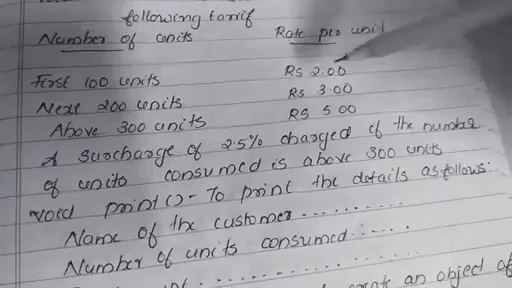 following tarrif
Number of units Rate per unit
First 100 units Rs 2.00
Next 200 units Rs 3.00
Above 300 units Rs 5.00
A surcharge of 2.5% charged if the number
of units consumed is above 300 units
void print() - To print the details as follows:
Name of the customer..........
Number of units consumed......
an object of